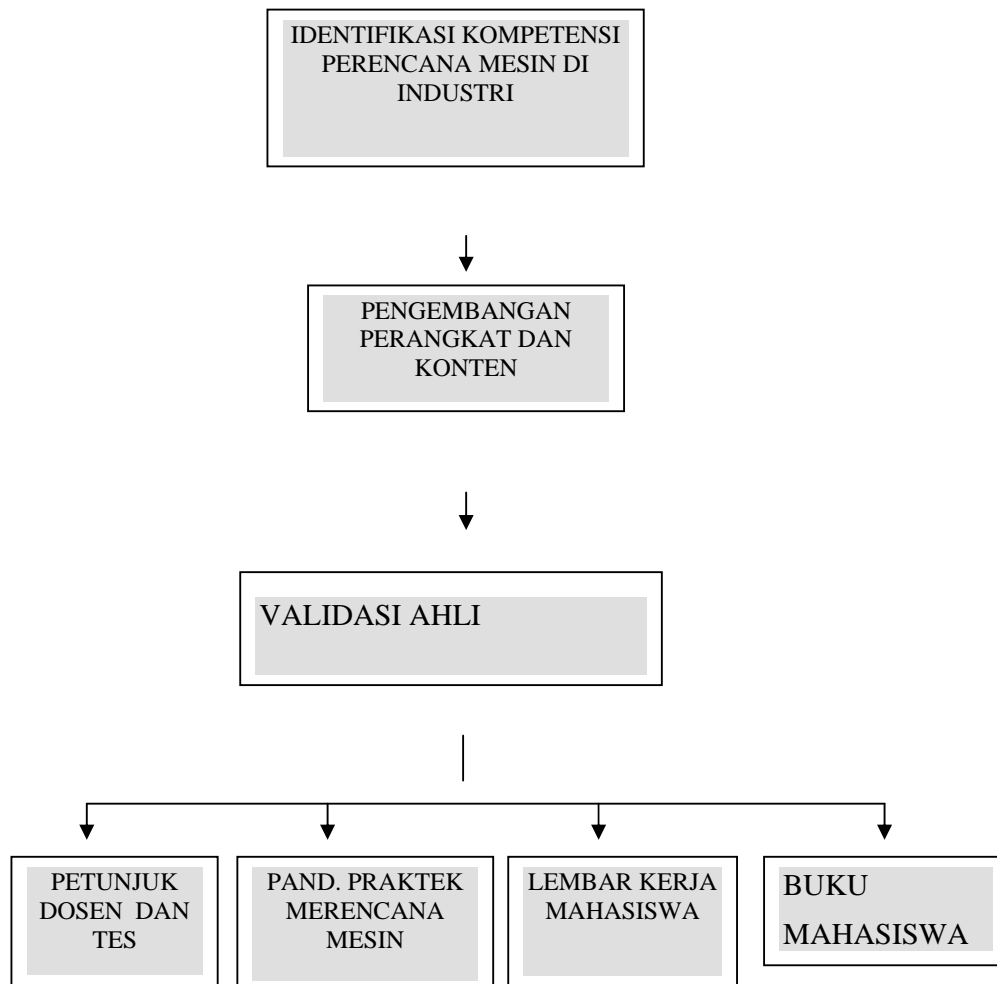 IDENTIFIKASI KOMPETENSI
PERENCANA MESIN DI
INDUSTRI
PENGEMBANGAN
PERANGKAT DAN
KONTEN
VALIDASI AHLI
PETUNJUK
DOSEN DAN
TES
PAND. PRAKTEK
MERENCANA
MESIN
LEMBAR KERJA
MAHASISWA
BUKU
MAHASISWA